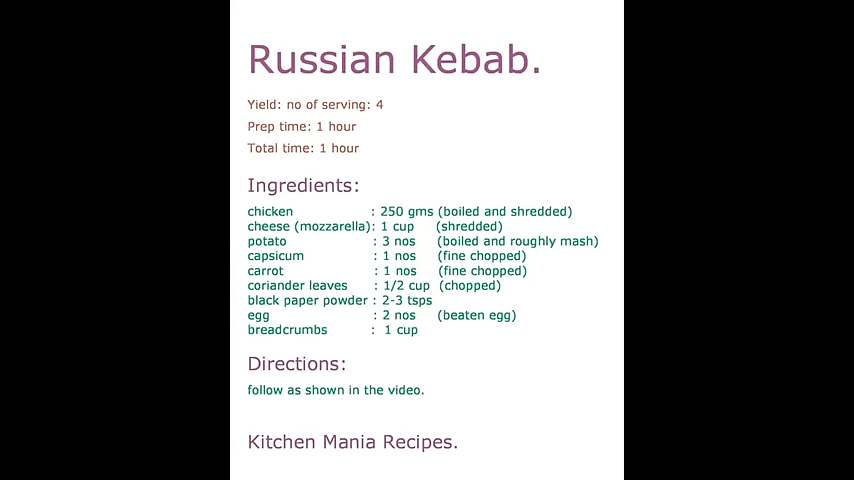 Russian Kebab.
Yield: no of serving: 4
Prep time: 1 hour
Total time: 1 hour
Ingredients:
chicken : 250 gms (boiled and shredded)
cheese (mozzarella): 1 cup (shredded)
potato : 3 nos (boiled and roughly mash)
capsicum : 1 nos (fine chopped)
carrot : 1 nos (fine chopped)
coriander leaves : 1/2 cup (chopped)
black paper powder : 2-3 tsps
egg : 2 nos (beaten egg)
breadcrumbs : 1 cup
Directions:
follow as shown in the video.
Kitchen Mania Recipes.